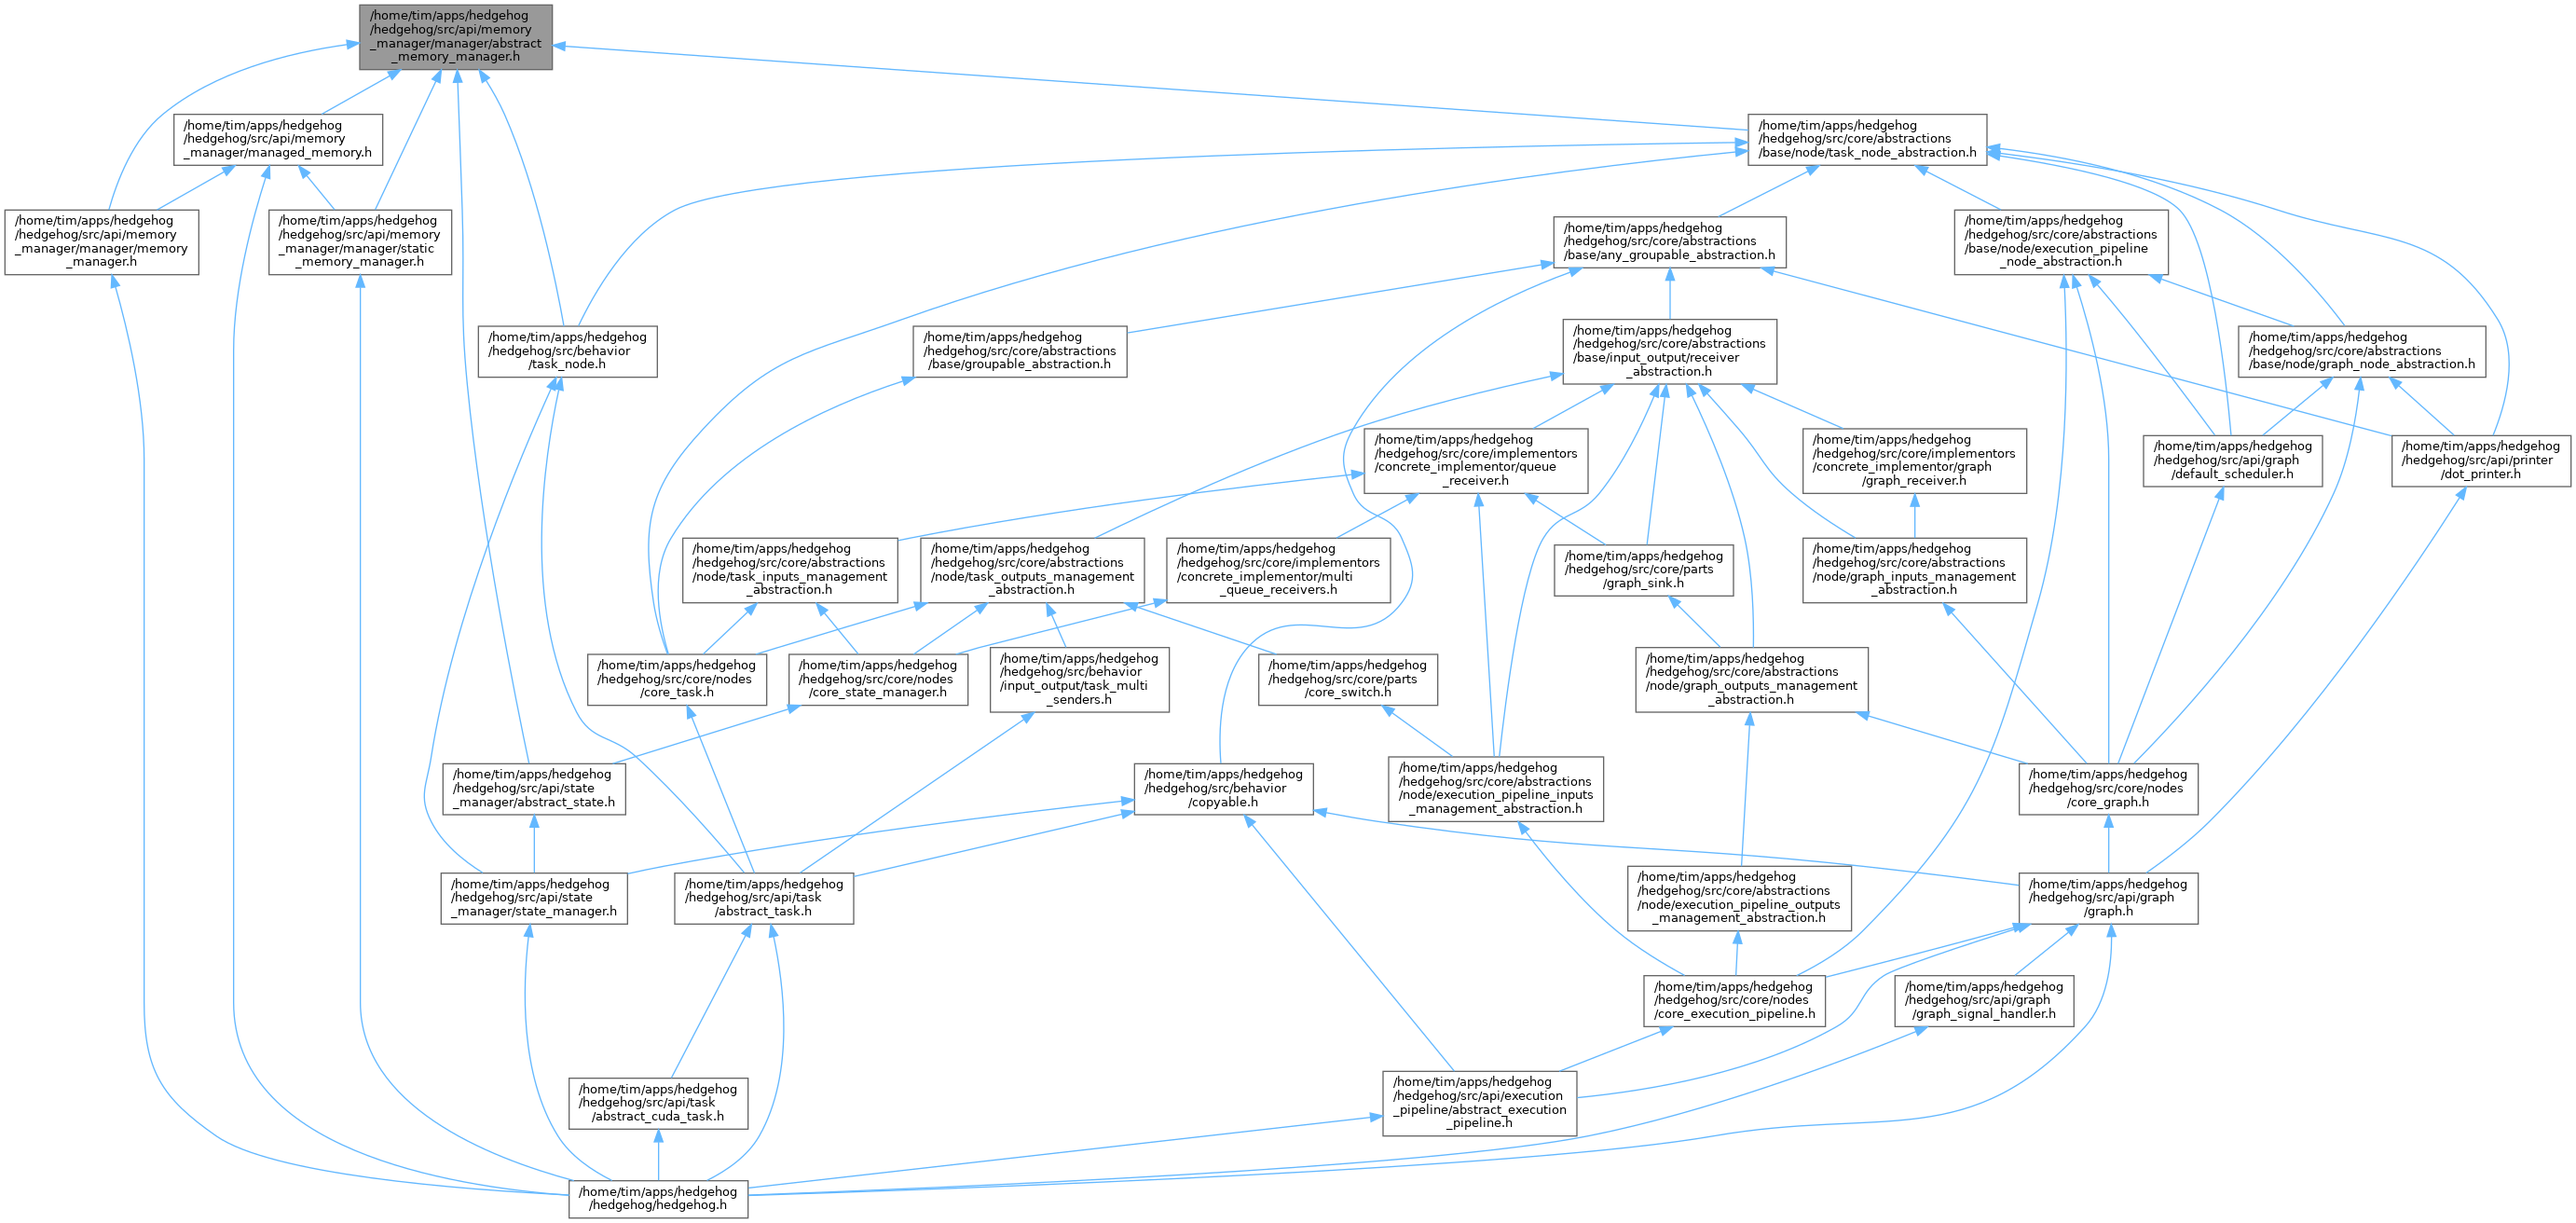 /home/tim/apps/hedgehog
/hedgehog/src/api/memory
_manager/manager/abstract
_memory_manager.h
/home/tim/apps/hedgehog
/hedgehog/src/api/memory
_manager/managed_memory.h
/home/tim/apps/hedgehog
/hedgehog/src/core/abstractions
/base/node/task_node_abstraction.h
/home/tim/apps/hedgehog
/hedgehog/src/api/memory
_manager/manager/memory
_manager.h
/home/tim/apps/hedgehog
/hedgehog/src/api/memory
_manager/manager/static
_memory_manager.h
/home/tim/apps/hedgehog
/hedgehog/src/core/abstractions
/base/any_groupable_abstraction.h
/home/tim/apps/hedgehog
/hedgehog/src/core/abstractions
/base/node/execution_pipeline
_node_abstraction.h
/home/tim/apps/hedgehog
/hedgehog/src/behavior
/task_node.h
/home/tim/apps/hedgehog
/hedgehog/src/core/abstractions
/base/groupable_abstraction.h
/home/tim/apps/hedgehog
/hedgehog/src/core/abstractions
/base/input_output/receiver
_abstraction.h
/home/tim/apps/hedgehog
/hedgehog/src/core/abstractions
/base/node/graph_node_abstraction.h
/home/tim/apps/hedgehog
/hedgehog/src/core/implementors
/concrete_implementor/queue
_receiver.h
/home/tim/apps/hedgehog
/hedgehog/src/core/implementors
/concrete_implementor/graph
/graph_receiver.h
/home/tim/apps/hedgehog
/hedgehog/src/api/graph
/default_scheduler.h
/home/tim/apps/hedgehog
/hedgehog/src/api/printer
/dot_printer.h
/home/tim/apps/hedgehog
/hedgehog/src/core/abstractions
/node/task_inputs_management
_abstraction.h
/home/tim/apps/hedgehog
/hedgehog/src/core/abstractions
/node/task_outputs_management
_abstraction.h
/home/tim/apps/hedgehog
/hedgehog/src/core/implementors
/concrete_implementor/multi
_queue_receivers.h
/home/tim/apps/hedgehog
/hedgehog/src/core/parts
/graph_sink.h
/home/tim/apps/hedgehog
/hedgehog/src/core/abstractions
/node/graph_inputs_management
_abstraction.h
/home/tim/apps/hedgehog
/hedgehog/src/core/nodes
/core_task.h
/home/tim/apps/hedgehog
/hedgehog/src/core/nodes
/core_state_manager.h
/home/tim/apps/hedgehog
/hedgehog/src/behavior
/input_output/task_multi
_senders.h
/home/tim/apps/hedgehog
/hedgehog/src/core/parts
/core_switch.h
/home/tim/apps/hedgehog
/hedgehog/src/core/abstractions
/node/graph_outputs_management
_abstraction.h
/home/tim/apps/hedgehog
/hedgehog/src/api/state
_manager/abstract_state.h
/home/tim/apps/hedgehog
/hedgehog/src/behavior
/copyable.h
/home/tim/apps/hedgehog
/hedgehog/src/core/abstractions
/node/execution_pipeline_inputs
_management_abstraction.h
/home/tim/apps/hedgehog
/hedgehog/src/core/nodes
/core_graph.h
/home/tim/apps/hedgehog
/hedgehog/src/api/state
_manager/state_manager.h
/home/tim/apps/hedgehog
/hedgehog/src/api/task
/abstract_task.h
/home/tim/apps/hedgehog
/hedgehog/src/core/abstractions
/node/execution_pipeline_outputs
_management_abstraction.h
/home/tim/apps/hedgehog
/hedgehog/src/api/graph
/graph.h
/home/tim/apps/hedgehog
/hedgehog/src/core/nodes
/core_execution_pipeline.h
/home/tim/apps/hedgehog
/hedgehog/src/api/graph
/graph_signal_handler.h
/home/tim/apps/hedgehog
/hedgehog/src/api/task
/abstract_cuda_task.h
/home/tim/apps/hedgehog
/hedgehog/src/api/execution
_pipeline/abstract_execution
_pipeline.h
/home/tim/apps/hedgehog
/hedgehog/hedgehog.h